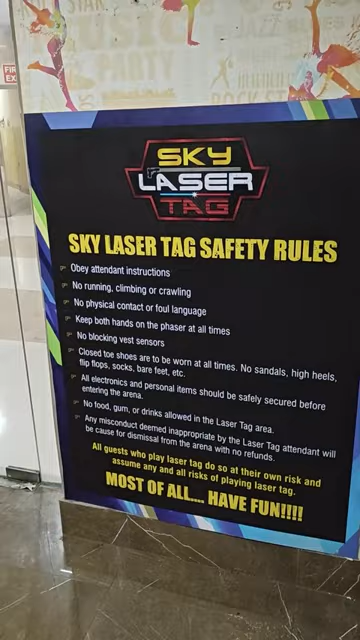 STAR
PARTY
JAZZ
ROCK ST
FIR
EX
SKY
LASER
TAG
SKY LASER TAG SAFETY RULES
Obey attendant instructions
No running, climbing or crawling
No physical contact or foul language
Keep both hands on the phaser at all times
No blocking vest sensors
Closed toe shoes are to be worn at all times. No sandals, high heels,
flip flops, socks, bare feet, etc.
All electronics and personal items should be safely secured before
entering the arena.
No food, gum, or drinks allowed in the Laser Tag area.
Any misconduct deemed inappropriate by the Laser Tag attendant will
be cause for dismissal from the arena with no refunds.
All guests who play laser tag do so at their own risk and
assume any and all risks of playing laser tag.
MOST OF ALL.... HAVE FUN!!!!